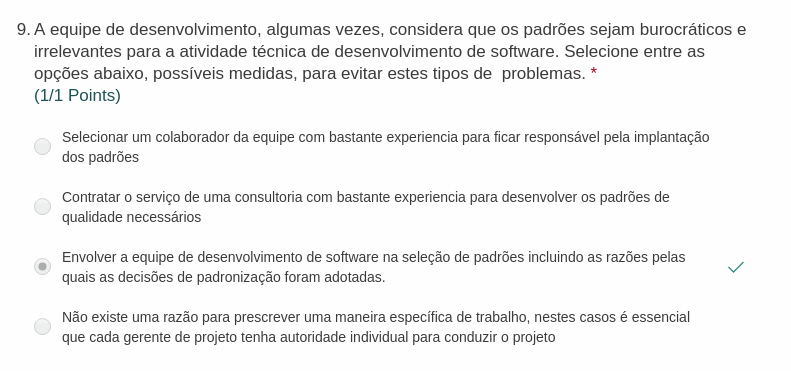 9. A equipe de desenvolvimento, algumas vezes, considera que os padrões sejam burocráticos e
irrelevantes para a atividade técnica de desenvolvimento de software. Selecione entre as
opções abaixo, possíveis medidas, para evitar estes tipos de problemas. *
(1/1 Points)
Selecionar um colaborador da equipe com bastante experiencia para ficar responsável pela implantação
dos padrões
Contratar o serviço de uma consultoria com bastante experiencia para desenvolver os padrões de
qualidade necessários
Envolver a equipe de desenvolvimento de software na seleção de padrões incluindo as razões pelas
quais as decisões de padronização foram adotadas.
Não existe uma razão para prescrever uma maneira específica de trabalho, nestes casos é essencial
que cada gerente de projeto tenha autoridade individual para conduzir o projeto